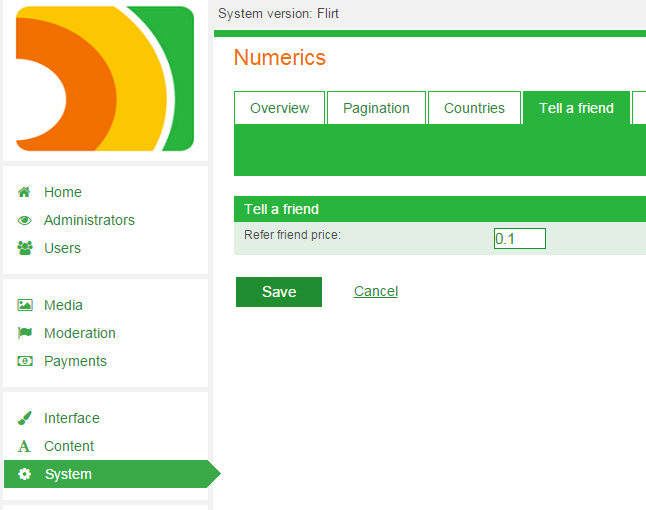 System version: Flirt
Numerics
Overview
Pagination
Countries
Tell a friend
Home
Administrators
Users
Media
Moderation
Payments
Interface
Content
System
Tell a friend
Refer friend price:
0.1
Save
Cancel